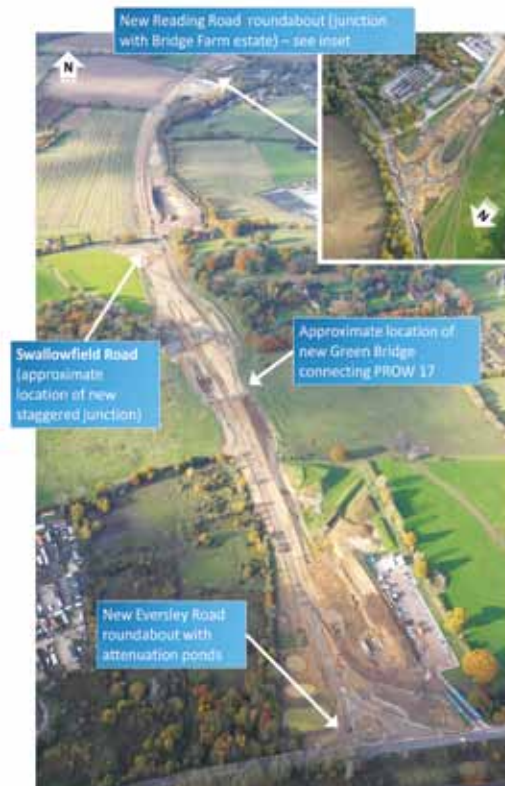 New Reading Road roundabout (junction
with Bridge Farm estate) – see inset
N
N
Approximate location of
new Green Bridge
connecting PROW 17
Swallowfield Road
(approximate
location of new
staggered junction)
New Eversley Road
roundabout with
attenuation ponds